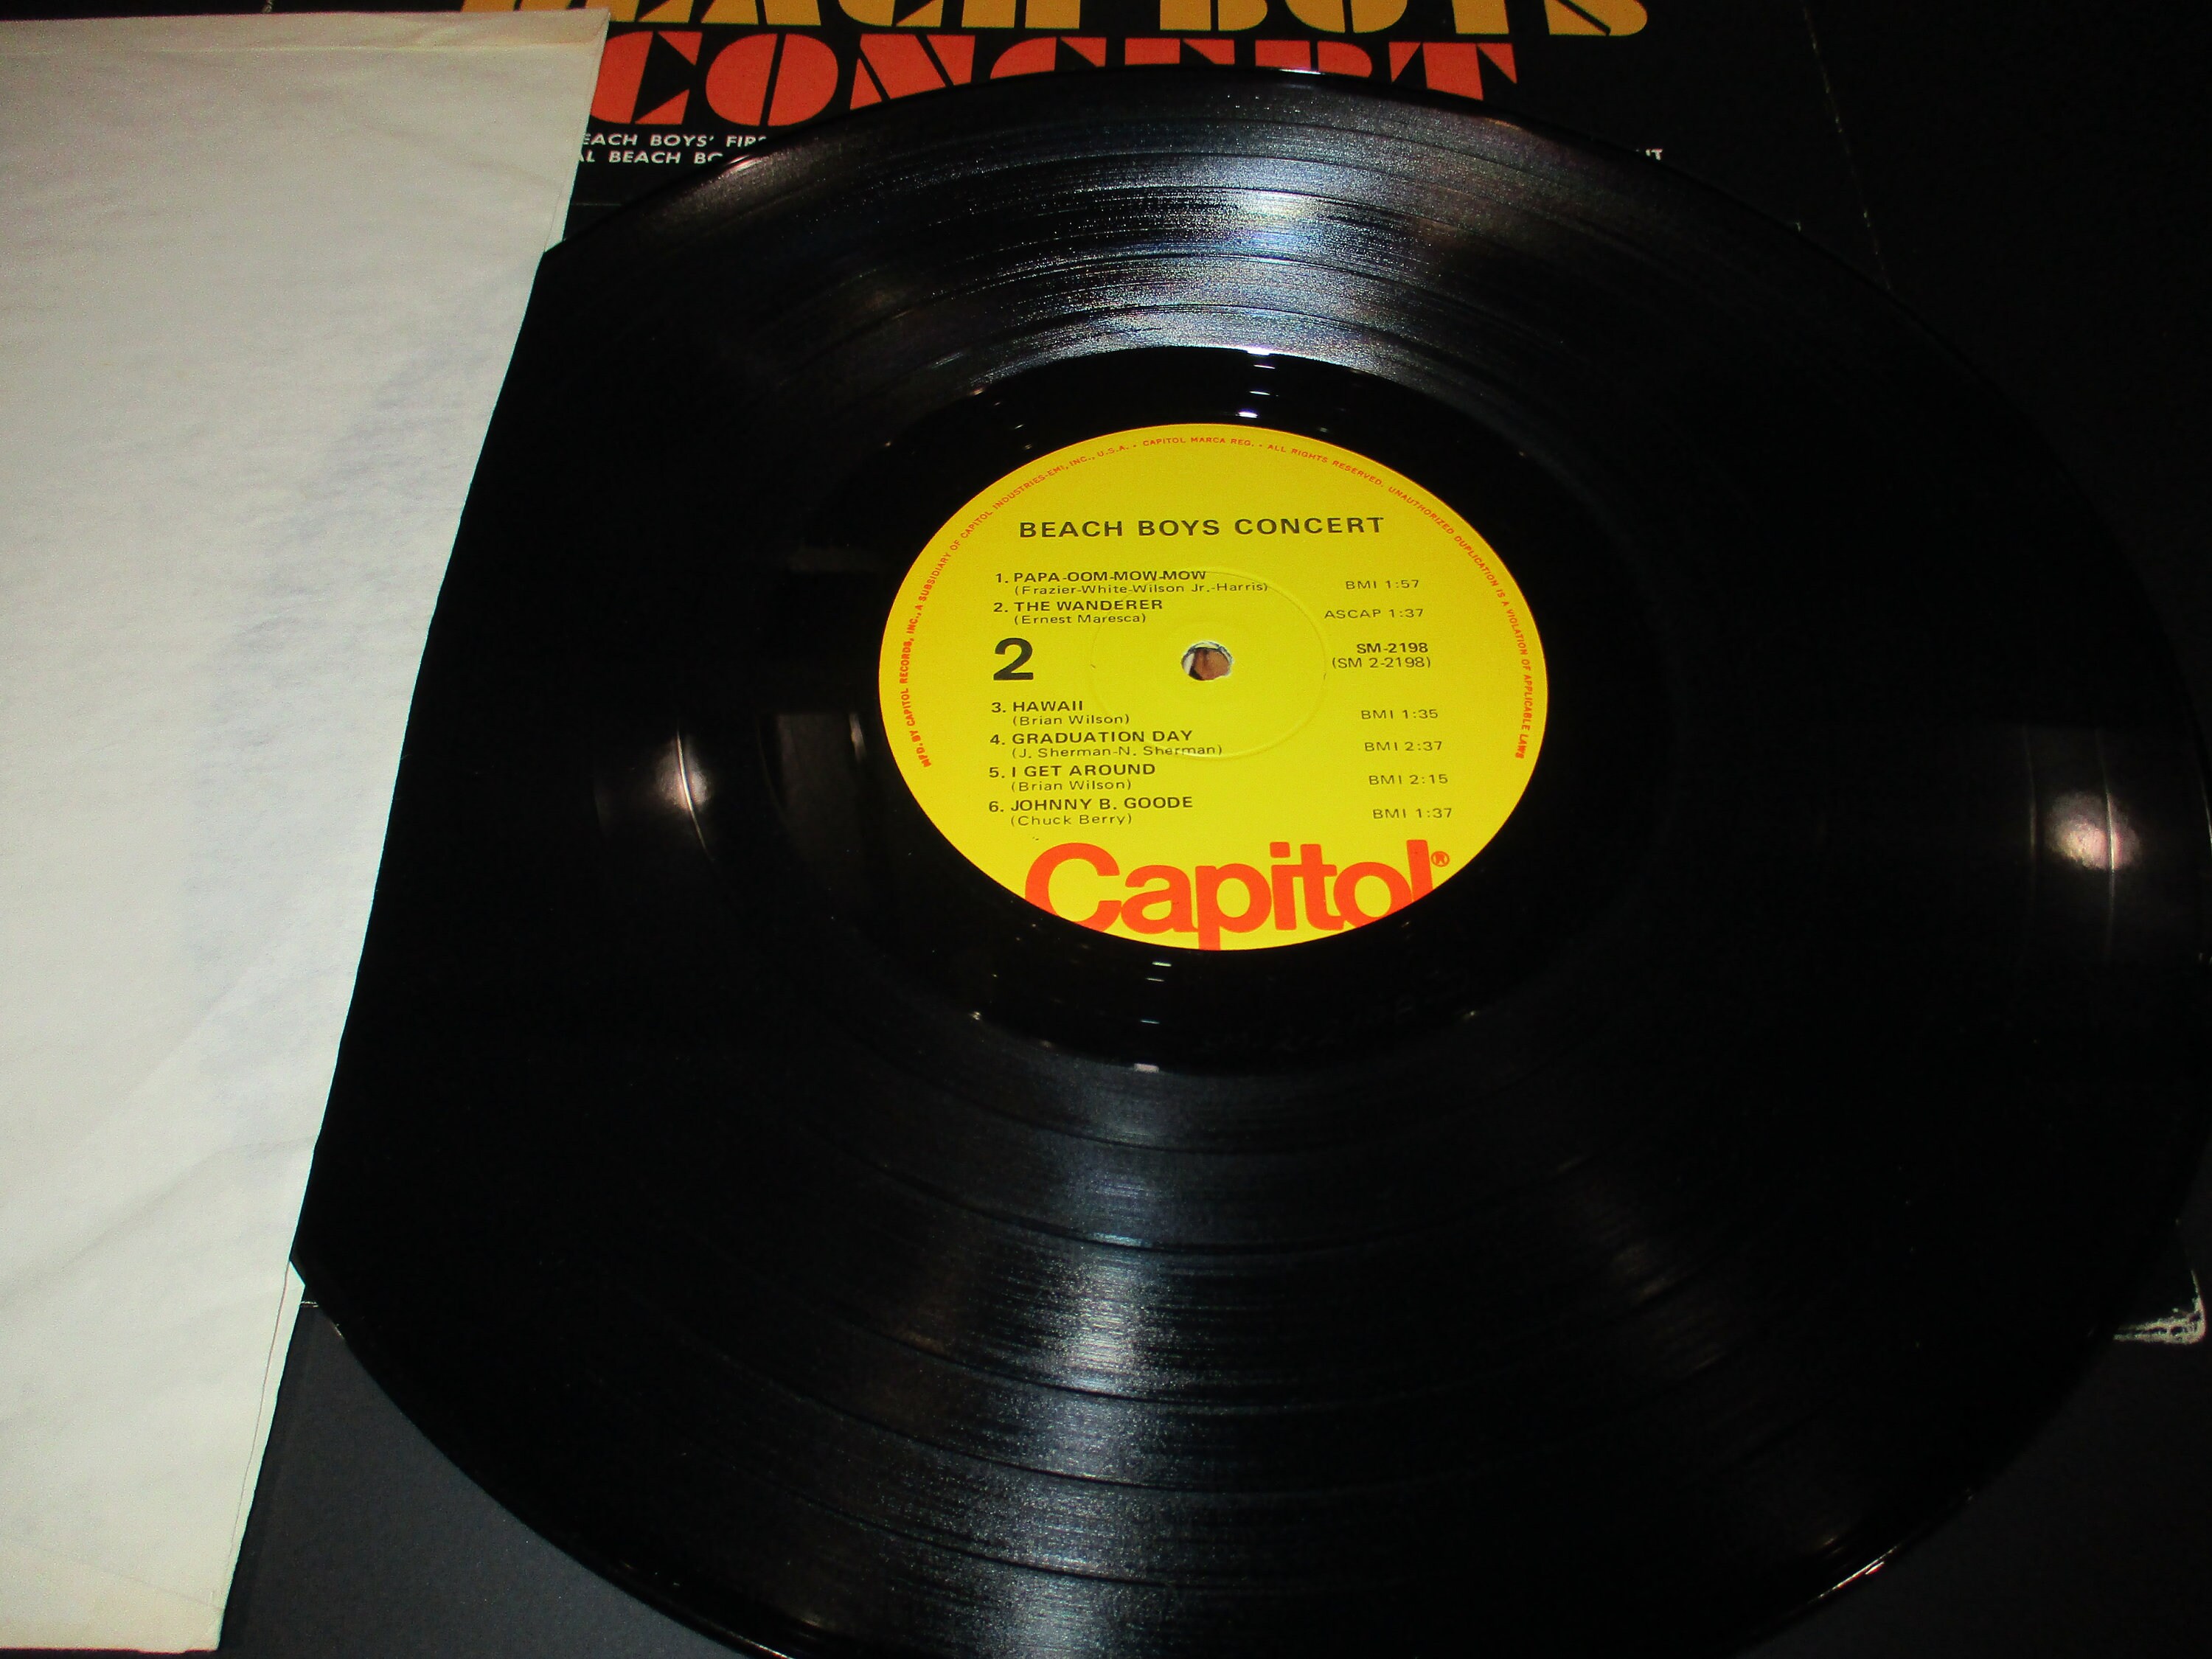 BEACH BOYS
CONCERT
BEACH BOYS'
BEACH
MFD. BY CAPITOL RECORDS, INC., A SUBSIDIARY OF CAPITOL INDUSTRIES-EMI, INC., U.S.A. • CAPITOL MARCA REG. • ALL RIGHTS RESERVED. UNAUTHORIZED DUPLICATION IS A VIOLATION OF APPLICABLE LAWS
BEACH BOYS CONCERT
1. PAPA-OOM-MOW-MOW
(Frazier-White-Wilson Jr.-Harris) BMI 1:57
2. THE WANDERER
(Ernest Maresca) ASCAP 1:37
2
SM-2198
(SM 2-2198)
3. HAWAII
(Brian Wilson) BMI 1:35
4. GRADUATION DAY
(J. Sherman-N. Sherman) BMI 2:37
5. I GET AROUND
(Brian Wilson) BMI 2:15
6. JOHNNY B. GOODE
(Chuck Berry) BMI 1:37
Capitol®